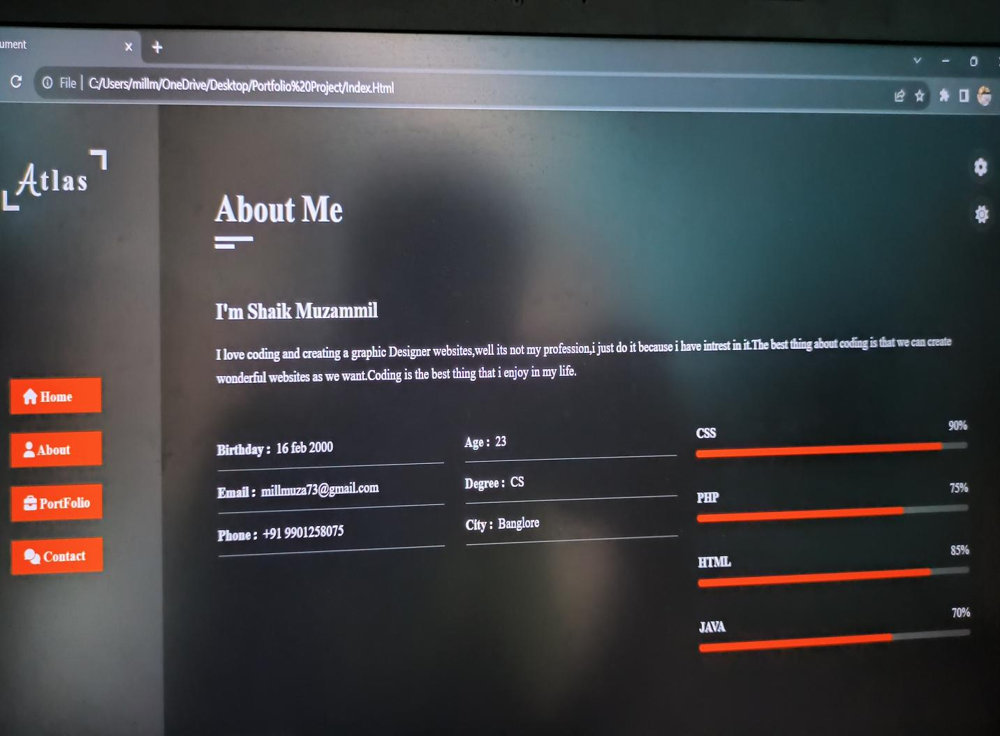 ument
File C:/Users/millm/OneDrive/Desktop/Portfolio%20Project/Index.Html
Atlas
About Me
I'm Shaik Muzammil
I love coding and creating a graphic Designer websites,well its not my profession,i just do it because i have intrest in it.The best thing about coding is that we can create
wonderful websites as we want.Coding is the best thing that i enjoy in my life.
Home
About
PortFolio
Contact
Birthday : 16 feb 2000
Email : millmuza73@gmail.com
Phone : +91 9901258075
Age : 23
Degree : CS
City : Banglore
CSS 90%
PHP 75%
HTML 85%
JAVA 70%